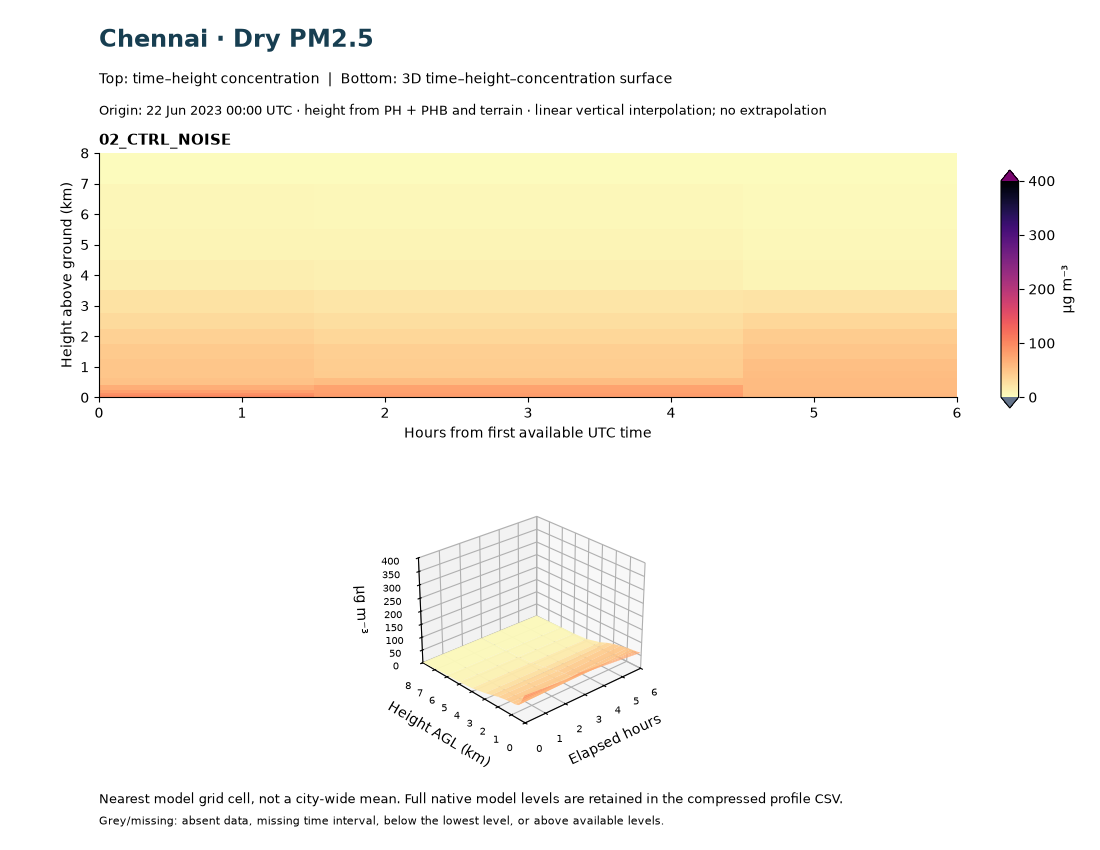 Chennai · Dry PM2.5
Top: time–height concentration | Bottom: 3D time–height–concentration surface
Origin: 22 Jun 2023 00:00 UTC · height from PH + PHB and terrain · linear vertical interpolation; no extrapolation
02_CTRL_NOISE
8
7
6
5
4
3
2
1
0
Height above ground (km)
0 1 2 3 4 5 6
Hours from first available UTC time
400
300
200
100
0
µg m⁻³
400
350
300
250
200
150
100
50
0
µg m⁻³
8 7 6 5 4 3 2 1 0
Height AGL (km)
0 1 2 3 4 5 6
Elapsed hours
Nearest model grid cell, not a city-wide mean. Full native model levels are retained in the compressed profile CSV.
Grey/missing: absent data, missing time interval, below the lowest level, or above available levels.